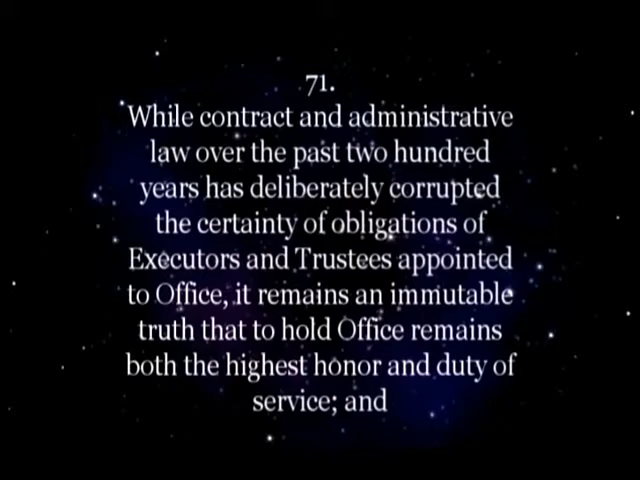 71.
While contract and administrative
law over the past two hundred
years has deliberately corrupted
the certainty of obligations of
Executors and Trustees appointed
to Office, it remains an immutable
truth that to hold Office remains
both the highest honor and duty of
service; and